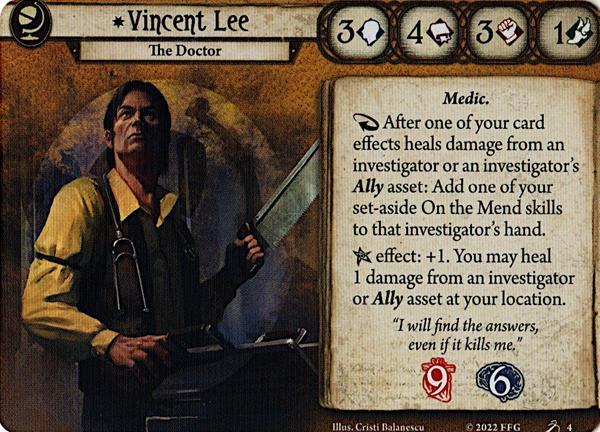 Vincent Lee
The Doctor
3 4 3 1
Medic.
After one of your card
effects heals damage from an
investigator or an investigator's
Ally asset: Add one of your
set-aside On the Mend skills
to that investigator's hand.
effect: +1. You may heal
1 damage from an investigator
or Ally asset at your location.
"I will find the answers,
even if it kills me."
9 6
Illus. Cristi Balanescu © 2022 FFG 4